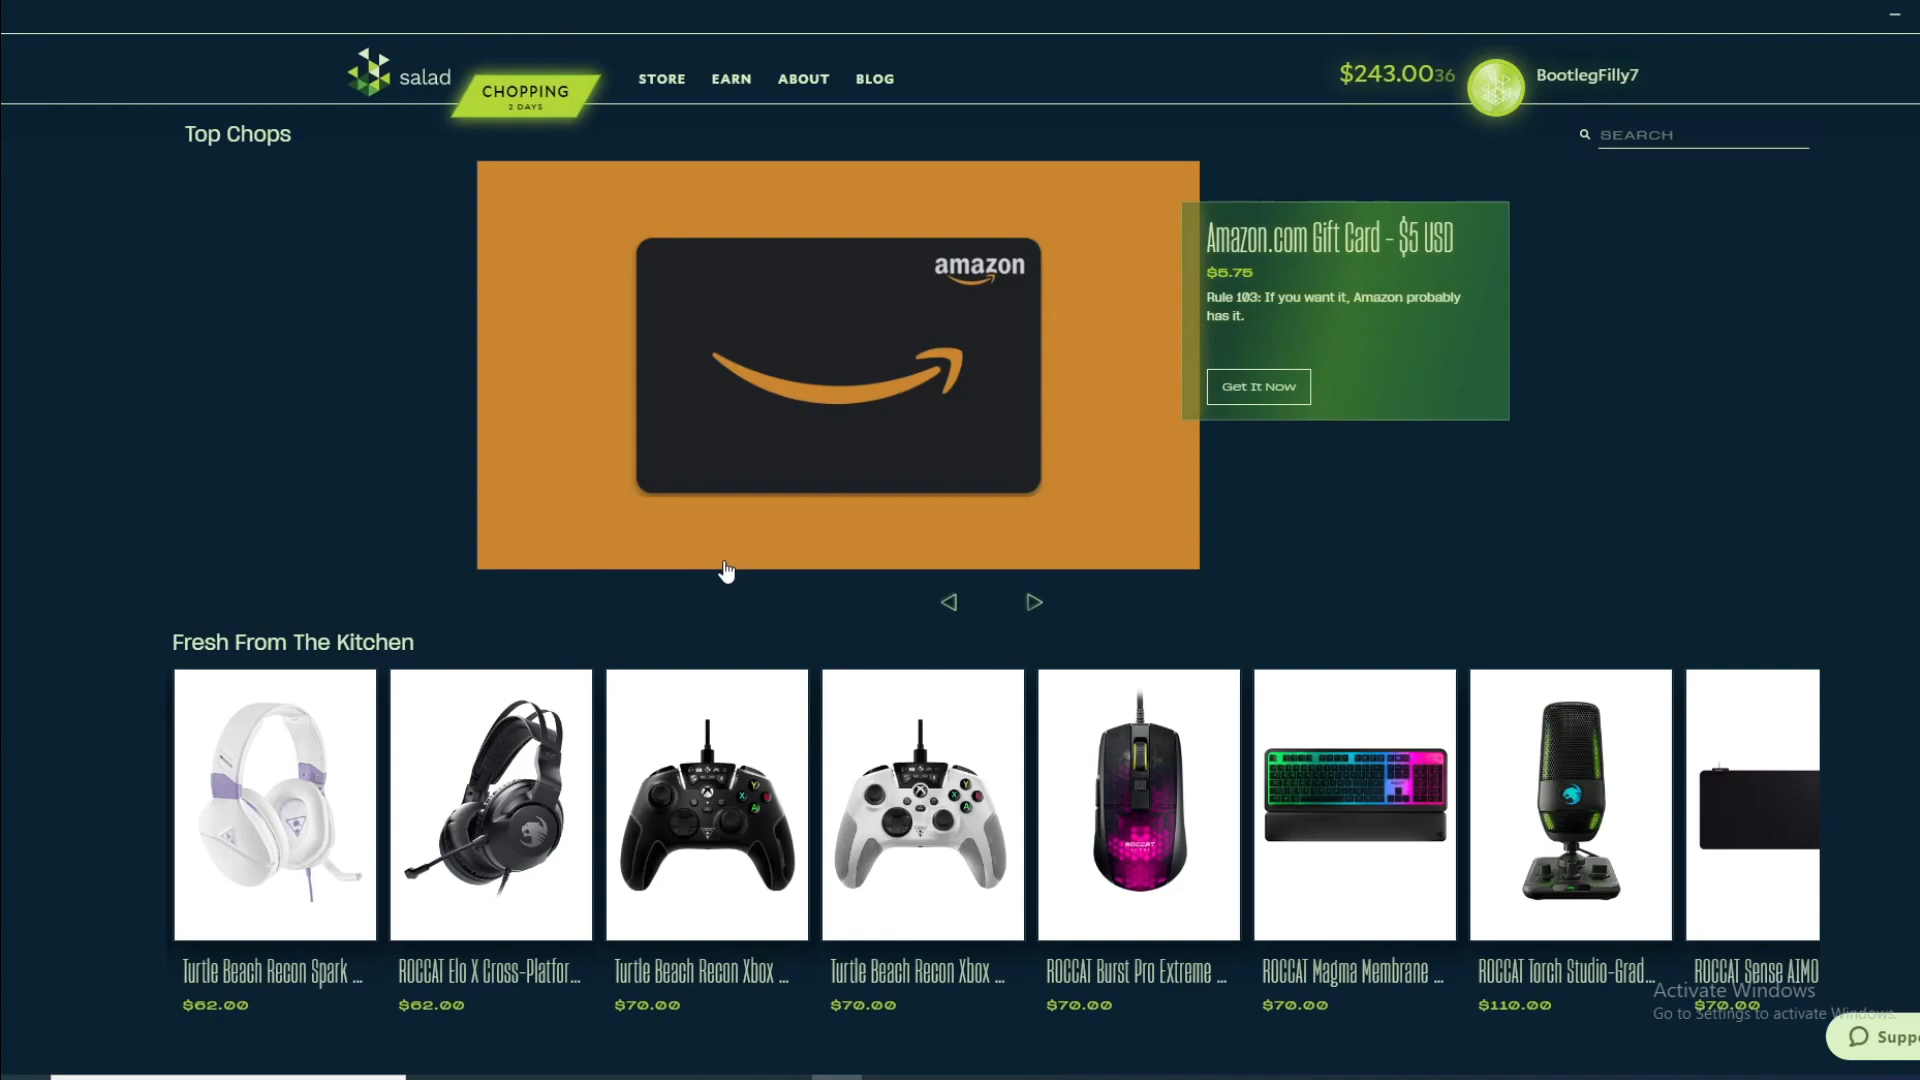 salad
CHOPPING
2 DAYS
STORE
EARN
ABOUT
BLOG
$243.0036
BootlegFilly7
Top Chops
SEARCH
amazon
Amazon.com Gift Card - $5 USD
$5.75
Rule 103: If you want it, Amazon probably
has it.
Get It Now
Fresh From The Kitchen
ROCCAT
Turtle Beach Recon Spark ...
ROCCAT Elo X Cross-Platfor...
Turtle Beach Recon Xbox ...
Turtle Beach Recon Xbox ...
ROCCAT Burst Pro Extreme ...
ROCCAT Magma Membrane ...
ROCCAT Torch Studio-Grad...
ROCCAT Sense AIMO
$62.00
$62.00
$70.00
$70.00
$70.00
$70.00
$110.00
$70.00
Activate Windows
Go to Settings to activate Windows.
Suppo